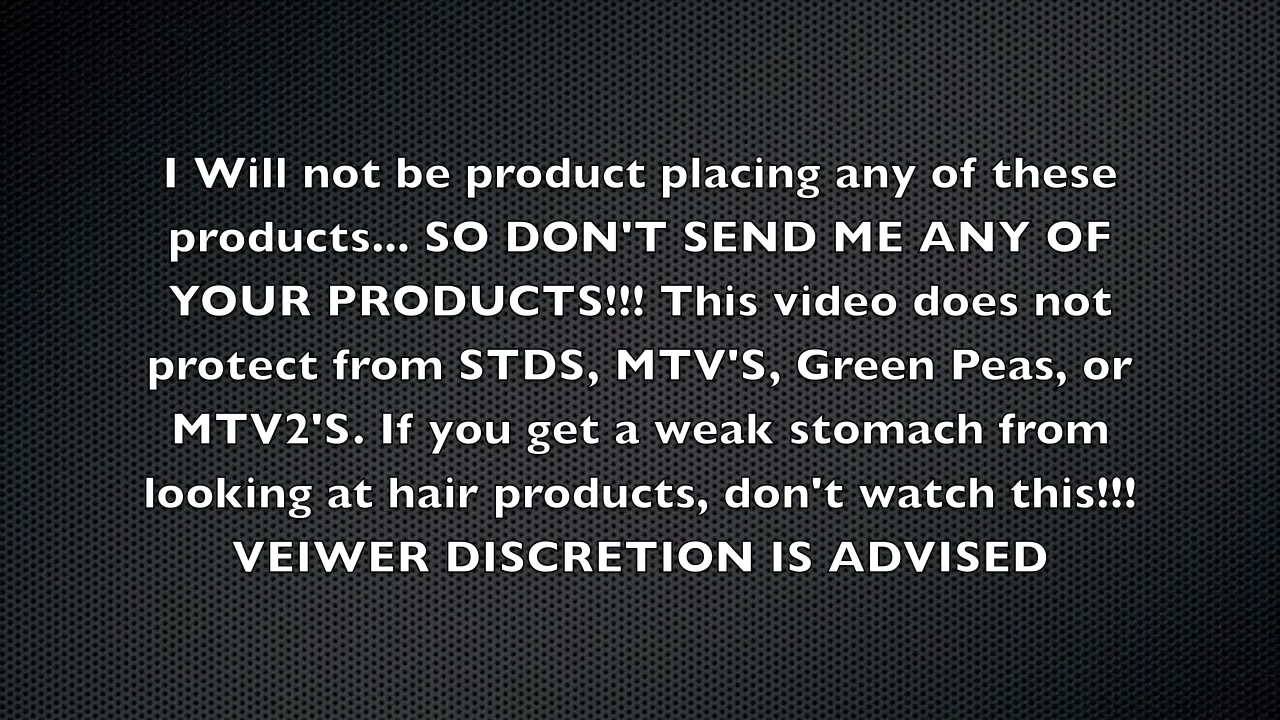 I Will not be product placing any of these
products... SO DON'T SEND ME ANY OF
YOUR PRODUCTS!!! This video does not
protect from STDS, MTV'S, Green Peas, or
MTV2'S. If you get a weak stomach from
looking at hair products, don't watch this!!!
VEIWER DISCRETION IS ADVISED